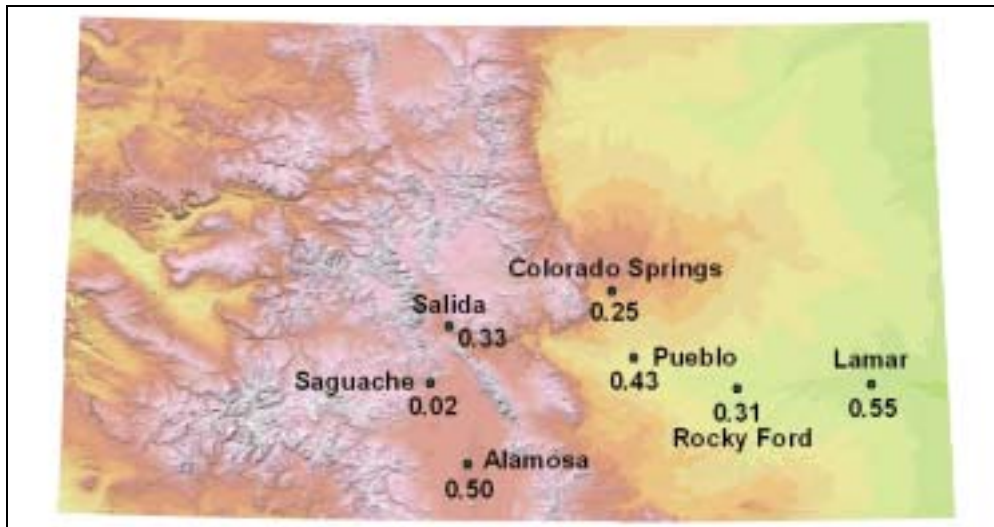 Colorado Springs
0.25
Salida
0.33
Pueblo
0.43
Lamar
0.55
Saguache
0.02
0.31
Rocky Ford
Alamosa
0.50